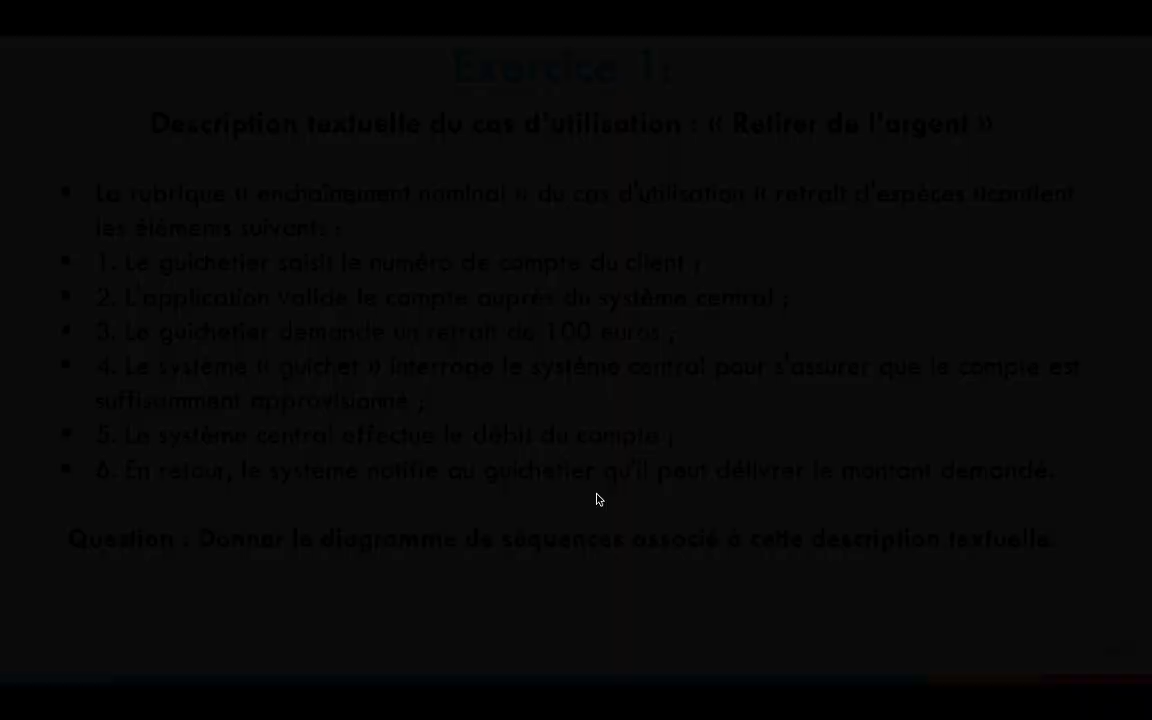 Exercice 1:
Description textuelle du cas d'utilisation : « Retirer de l'argent »
• La rubrique « enchaînement nominal » du cas d'utilisation « retrait d'espèces »contient
les éléments suivants :
• 1. Le guichetier saisit le numéro de compte du client ;
• 2. L'application valide le compte auprès du système central ;
• 3. Le guichetier demande un retrait de 100 euros ;
• 4. Le système « guichet » interroge le système central pour s'assurer que le compte est
suffisamment approvisionné ;
• 5. Le système central effectue le débit du compte ;
• 6. En retour, le système notifie au guichetier qu'il peut délivrer le montant demandé.
Question : Donner le diagramme de séquences associé à cette description textuelle.